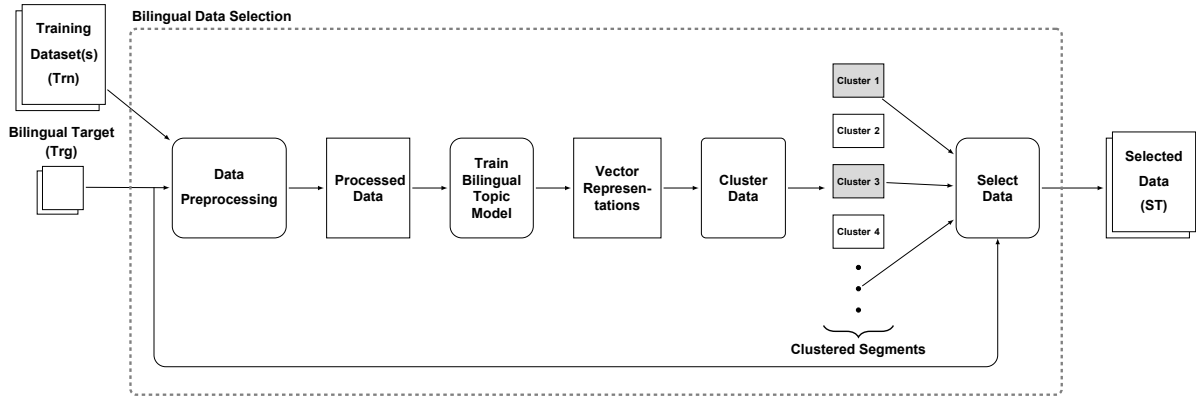 Bilingual Data Selection
Training
Dataset(s)
(Trn)
Bilingual Target
(Trg)
Data
Preprocessing
Processed
Data
Train
Bilingual
Topic
Model
Vector
Represen-
tations
Cluster
Data
Cluster 1
Cluster 2
Cluster 3
Cluster 4
Clustered Segments
Select
Data
Selected
Data
(ST)